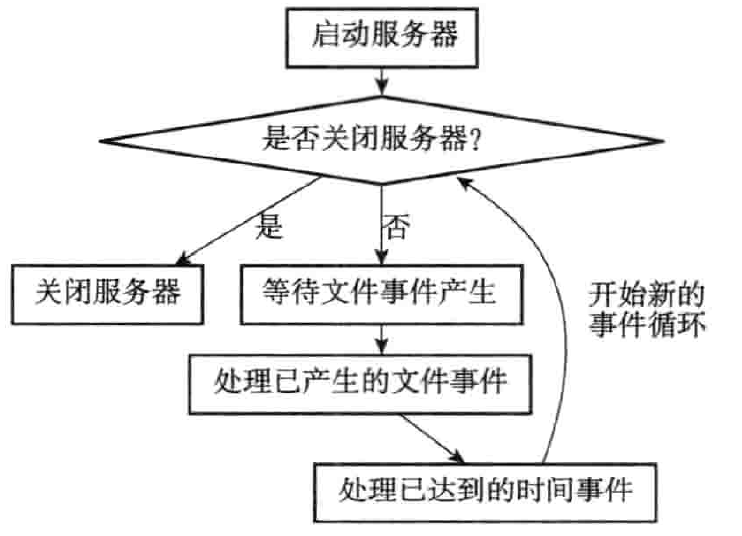 启动服务器
是否关闭服务器？
是
否
关闭服务器
等待文件事件产生
开始新的
事件循环
处理已产生的文件事件
处理已达到的时间事件